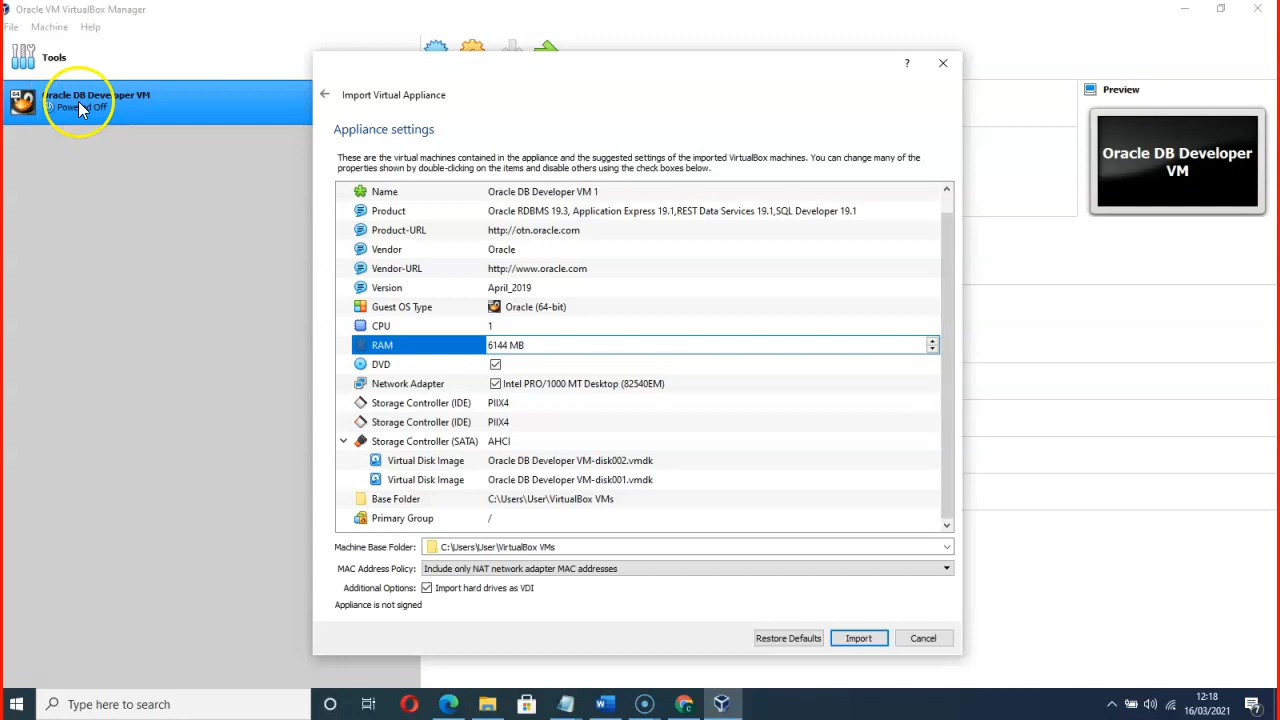 Oracle VM VirtualBox Manager
File Machine Help
Tools
64
Oracle DB Developer VM
Powered Off
Preview
Oracle DB Developer
VM
?
Import Virtual Appliance
Appliance settings
These are the virtual machines contained in the appliance and the suggested settings of the imported VirtualBox machines. You can change many of the
properties shown by double-clicking on the items and disable others using the check boxes below.
Name Oracle DB Developer VM 1
Product Oracle RDBMS 19.3, Application Express 19.1,REST Data Services 19.1,SQL Developer 19.1
Product-URL http://otn.oracle.com
Vendor Oracle
Vendor-URL http://www.oracle.com
Version April_2019
Guest OS Type Oracle (64-bit)
CPU 1
RAM 6144 MB
DVD
Network Adapter Intel PRO/1000 MT Desktop (82540EM)
Storage Controller (IDE) PIIX4
Storage Controller (IDE) PIIX4
Storage Controller (SATA) AHCI
Virtual Disk Image Oracle DB Developer VM-disk002.vmdk
Virtual Disk Image Oracle DB Developer VM-disk001.vmdk
Base Folder C:\Users\User\VirtualBox VMs
Primary Group /
Machine Base Folder: C:\Users\User\VirtualBox VMs
MAC Address Policy: Include only NAT network adapter MAC addresses
Additional Options: Import hard drives as VDI
Appliance is not signed
Restore Defaults Import Cancel
Type here to search
12:18
16/03/2021
7